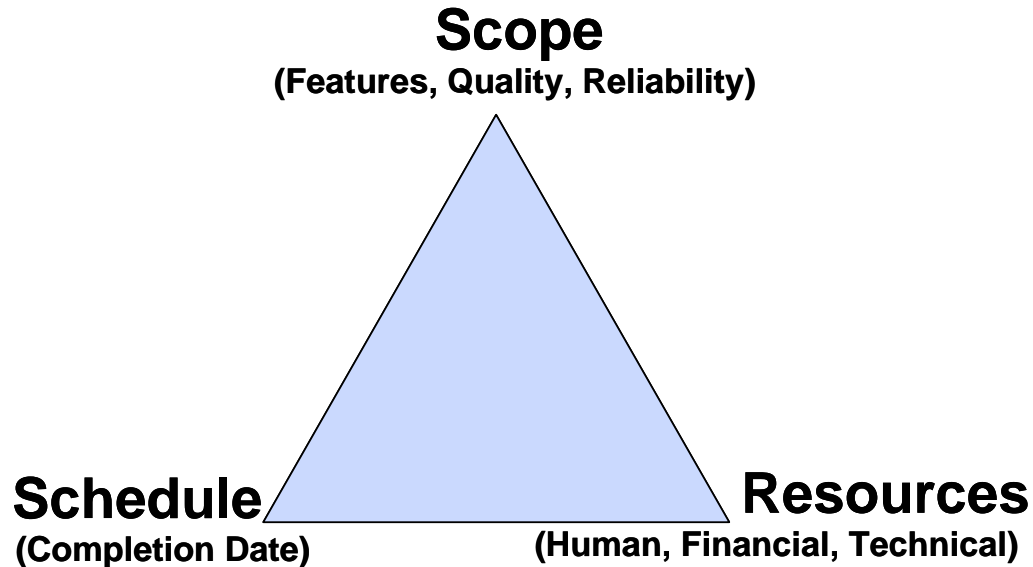 Scope
(Features, Quality, Reliability)
Schedule
(Completion Date)
Resources
(Human, Financial, Technical)